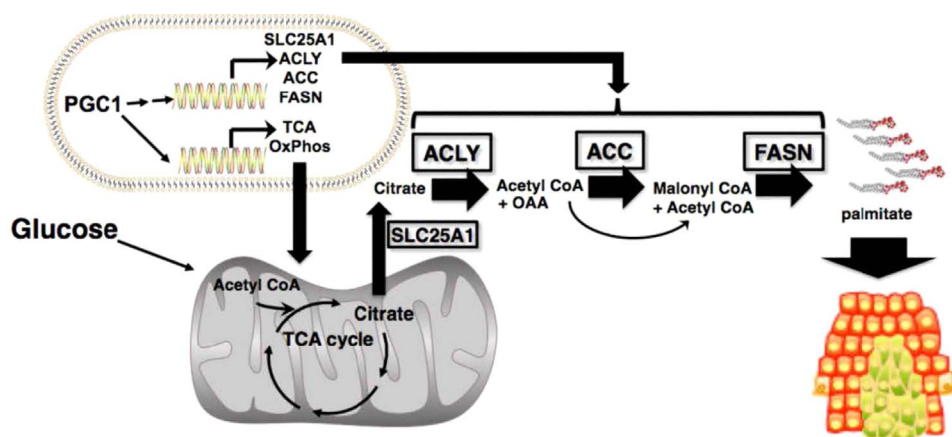 SLC25A1
ACLY
ACC
FASN
PGC1
TCA
OxPhos
ACLY
ACC
FASN
Citrate
Acetyl CoA
+ OAA
Malonyl CoA
+ Acetyl CoA
palmitate
SLC25A1
Glucose
Acetyl CoA
Citrate
TCA cycle